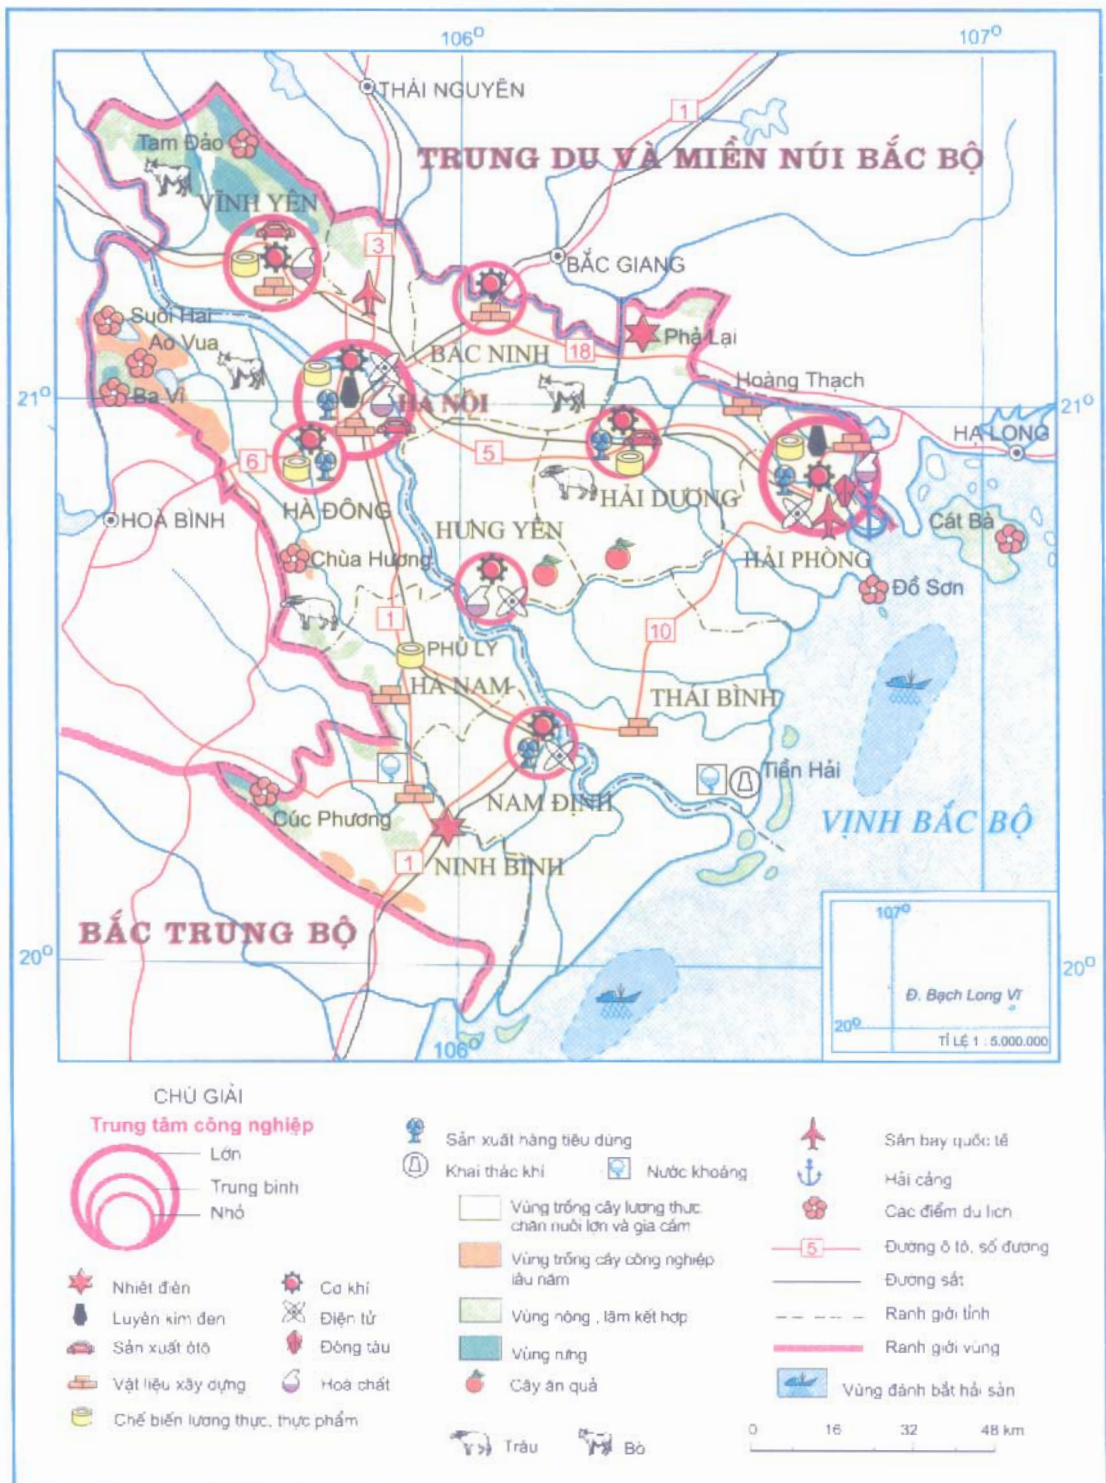 106°
107°
THÁI NGUYÊN
1
Tam Đảo
TRUNG DU VÀ MIỀN NÚI BẮC BỘ
VĨNH YÊN
3
BẮC GIANG
Suối Hai
Ao Vua
Phả Lại
BẮC NINH
18
Hoàng Thạch
21°
Ba Vì
HÀ NỘI
21°
HẠ LONG
5
6
HẢI DƯƠNG
HÀ ĐÔNG
HOÀ BÌNH
HƯNG YÊN
Cát Bà
Chùa Hương
HẢI PHÒNG
Đồ Sơn
1
10
PHỦ LÝ
HÀ NAM
THÁI BÌNH
Tiền Hải
NAM ĐỊNH
Cúc Phương
VỊNH BẮC BỘ
1
NINH BÌNH
BẮC TRUNG BỘ
107°
20°
20°
Đ. Bạch Long Vĩ
20°
TỈ LỆ 1 : 5.000.000
106°
CHÚ GIẢI
Trung tâm công nghiệp
Lớn
Trung bình
Nhỏ
Nhiệt điện
Cơ khí
Luyện kim đen
Điện tử
Sản xuất ôtô
Đóng tàu
Vật liệu xây dựng
Hoá chất
Chế biến lương thực, thực phẩm
Sản xuất hàng tiêu dùng
Khai thác khí
Nước khoáng
Vùng trồng cây lương thực,
chăn nuôi lợn và gia cầm
Vùng trồng cây công nghiệp
lâu năm
Vùng nông , lâm kết hợp
Vùng rừng
Cây ăn quả
Trâu
Bò
Sân bay quốc tế
Hải cảng
Các điểm du lịch
5
Đường ô tô, số đường
Đường sắt
Ranh giới tỉnh
Ranh giới vùng
Vùng đánh bắt hải sản
0 16 32 48 km